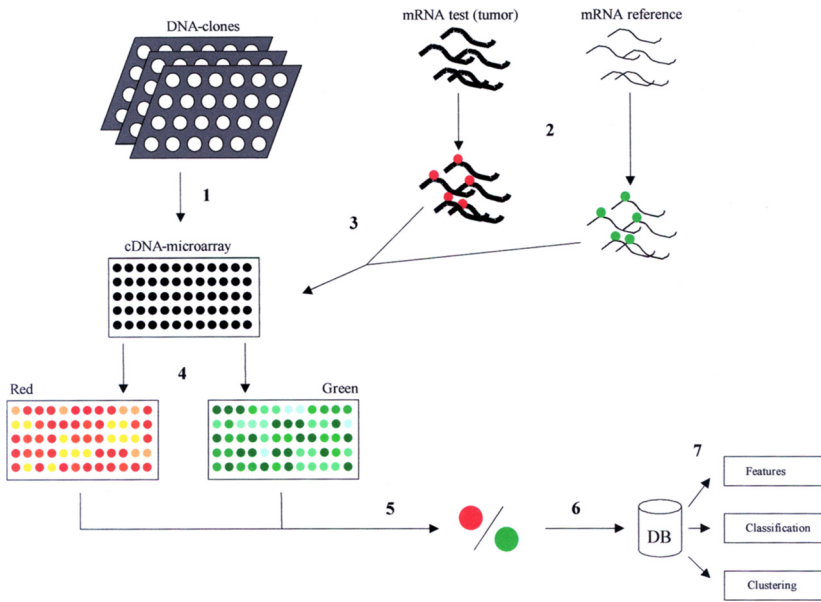 DNA-clones
mRNA test (tumor)
mRNA reference
2
1
3
cDNA-microarray
4
Red
Green
5
6
7
DB
Features
Classification
Clustering